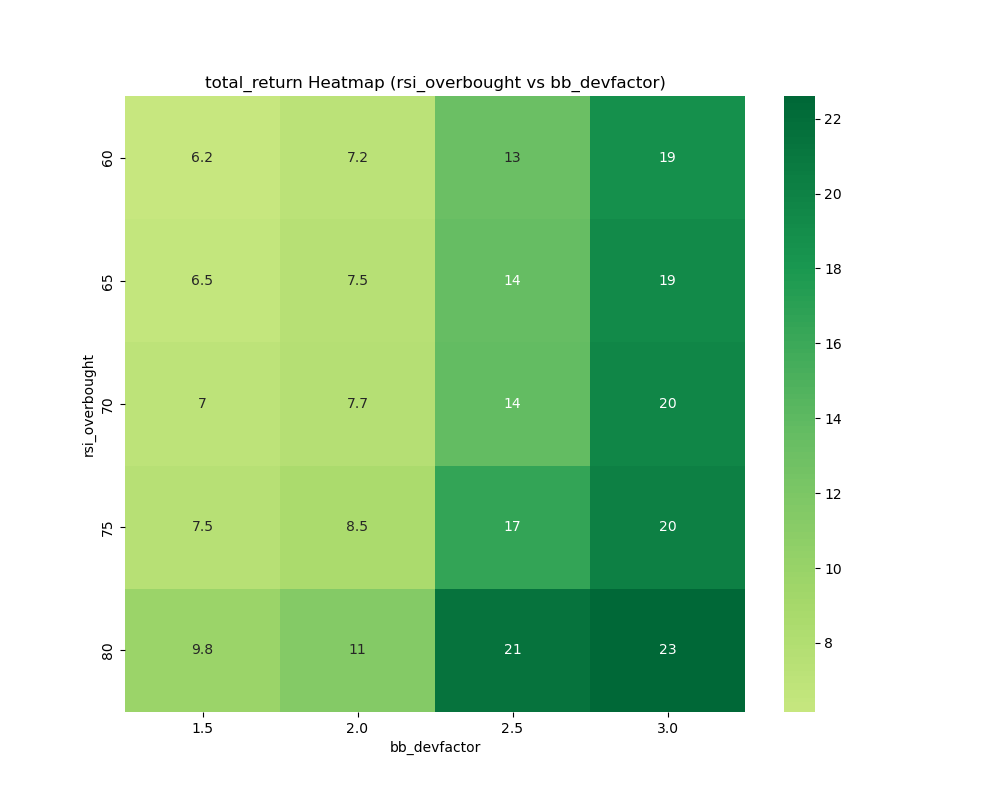 total_return Heatmap (rsi_overbought vs bb_devfactor)
rsi_overbought
60 6.2 7.2 13 19
65 6.5 7.5 14 19
70 7 7.7 14 20
75 7.5 8.5 17 20
80 9.8 11 21 23
1.5 2.0 2.5 3.0
bb_devfactor
22
20
18
16
14
12
10
8